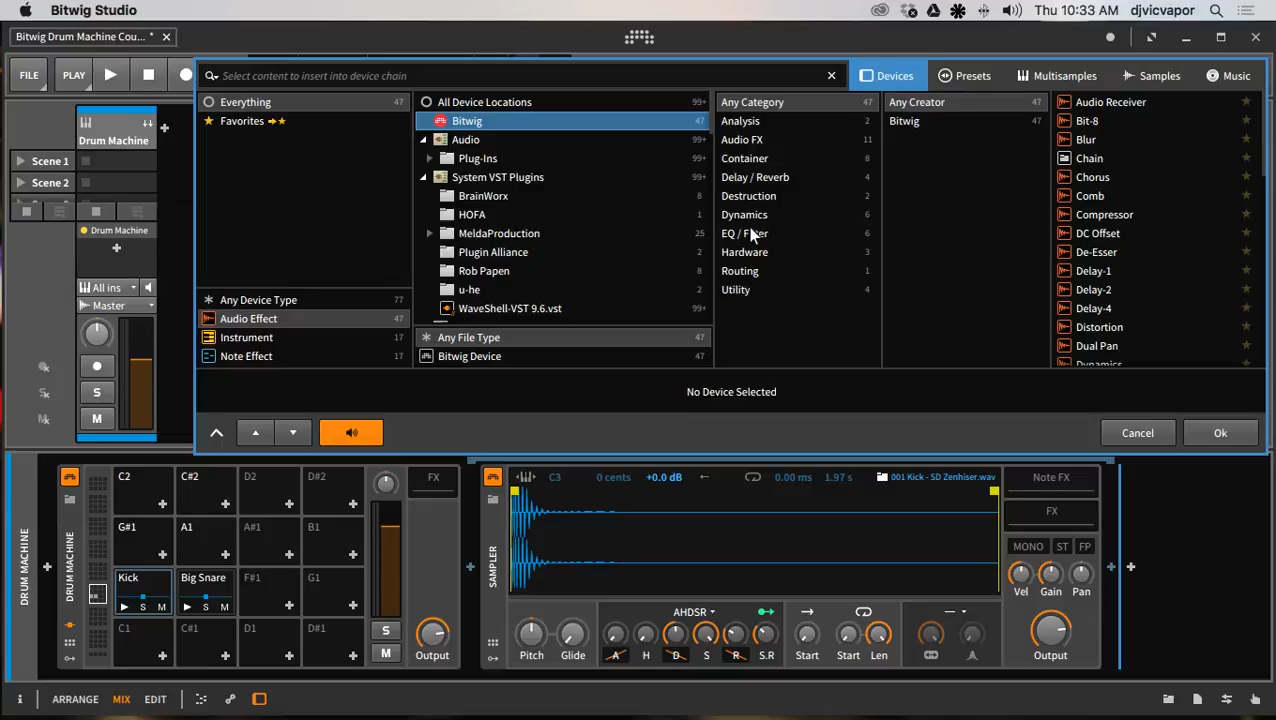 Bitwig Studio
Thu 10:33 AM djvicvapor
Bitwig Drum Machine Cou... *
FILE PLAY
Select content to insert into device chain
Devices Presets Multisamples Samples Music
Drum Machine
Scene 1
Scene 2
Drum Machine
All ins
Master
S
M
Everything 47
Favorites
Any Device Type 77
Audio Effect 47
Instrument 17
Note Effect 17
All Device Locations 99+
Bitwig 47
Audio 99+
Plug-Ins 99+
System VST Plugins 99+
BrainWorx 8
HOFA 1
MeldaProduction 25
Plugin Alliance 2
Rob Papen 8
u-he 2
WaveShell-VST 9.6.vst 99+
Any File Type 47
Bitwig Device 47
Any Category 47
Analysis 2
Audio FX 11
Container 8
Delay / Reverb 4
Destruction 2
Dynamics 6
EQ / Filter 6
Hardware 3
Routing 1
Utility 4
Any Creator 47
Bitwig 47
Audio Receiver
Bit-8
Blur
Chain
Chorus
Comb
Compressor
DC Offset
De-Esser
Delay-1
Delay-2
Delay-4
Distortion
Dual Pan
Dynamics
No Device Selected
Cancel Ok
DRUM MACHINE
DRUM MACHINE
C2 C#2 D2 D#2
G#1 A1 A#1 B1
Kick Big Snare F#1 G1
S M S M
C1 C#1 D1 D#1
FX
S
M
Output
SAMPLER
C3 0 cents +0.0 dB 0.00 ms 1.97 s 001 Kick - SD Zenhiser.wav
AHDSR
Pitch Glide A H D S R S.R Start Start Len
Note FX
FX
MONO ST FP
Vel Gain Pan
Output
ARRANGE MIX EDIT